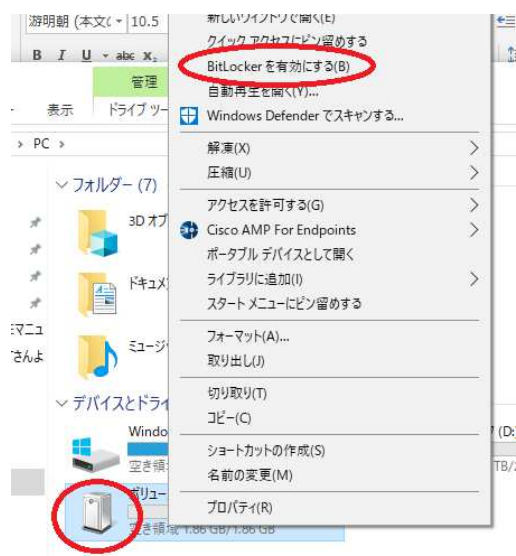 游明朝 (本文(
10.5
B I U abc X₂
管理
表示
ドライブ ツー
› PC ›
フォルダー (7)
3D オブ
ドキュメン
ミュージ
デバイスとドライ
Windo
空き領
ボリュー
空き領域 1.86 GB/1.86 GB
新しいウィンドウで開く(E)
クイック アクセスにピン留めする
BitLocker を有効にする(B)
自動再生を開く(Y)...
Windows Defender でスキャンする...
解凍(X)
圧縮(U)
アクセスを許可する(G)
Cisco AMP For Endpoints
ポータブル デバイスとして開く
ライブラリに追加(I)
スタート メニューにピン留めする
フォーマット(A)...
取り出し(J)
切り取り(T)
コピー(C)
ショートカットの作成(S)
名前の変更(M)
プロパティ(R)
(D:
TB/